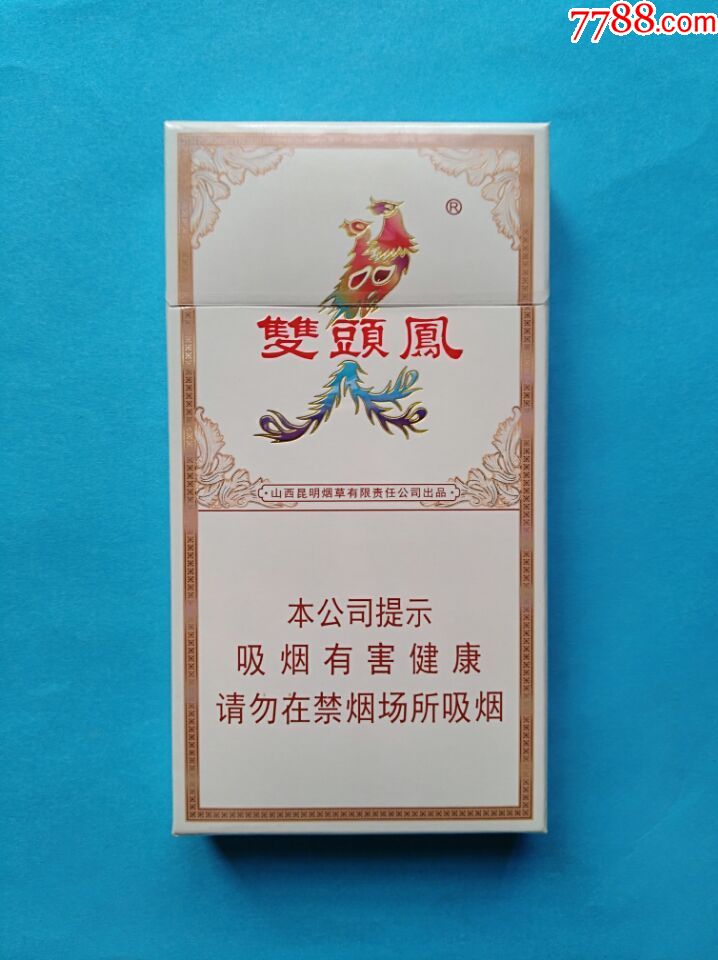 7788.com
®
雙頭鳳
·山西昆明烟草有限责任公司出品·
本公司提示
吸烟有害健康
请勿在禁烟场所吸烟